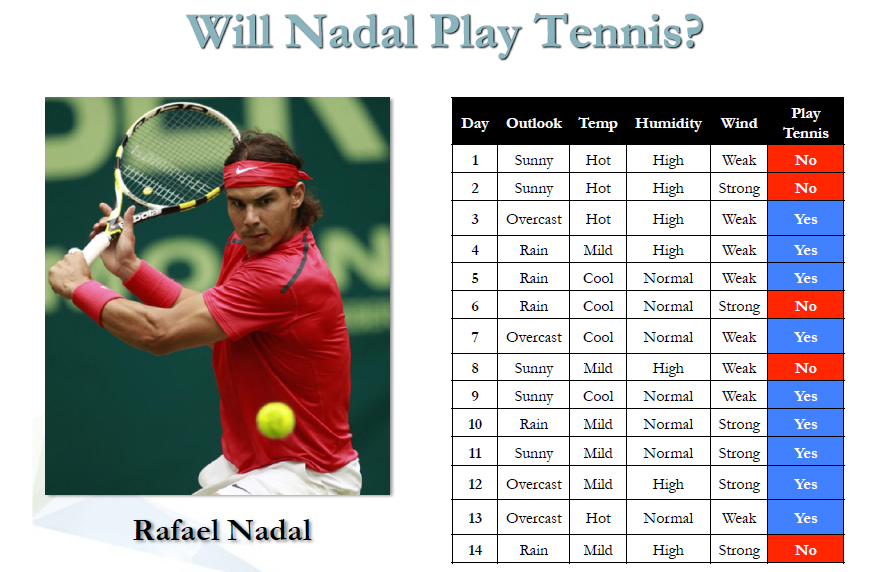 Will Nadal Play Tennis?
Day Outlook Temp Humidity Wind Play Tennis
1 Sunny Hot High Weak No
2 Sunny Hot High Strong No
3 Overcast Hot High Weak Yes
4 Rain Mild High Weak Yes
5 Rain Cool Normal Weak Yes
6 Rain Cool Normal Strong No
7 Overcast Cool Normal Weak Yes
8 Sunny Mild High Weak No
9 Sunny Cool Normal Weak Yes
10 Rain Mild Normal Strong Yes
11 Sunny Mild Normal Strong Yes
12 Overcast Mild High Strong Yes
13 Overcast Hot Normal Weak Yes
14 Rain Mild High Strong No
Rafael Nadal